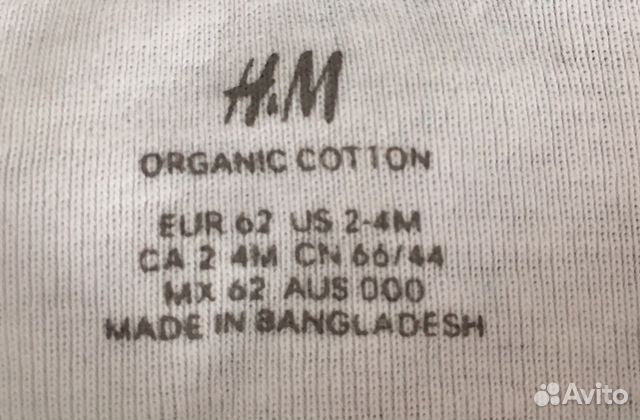 H&M
ORGANIC COTTON
EUR 62 US 2-4M
CA 2 4M CN 66/44
MX 62 AUS 000
MADE IN BANGLADESH
Avito